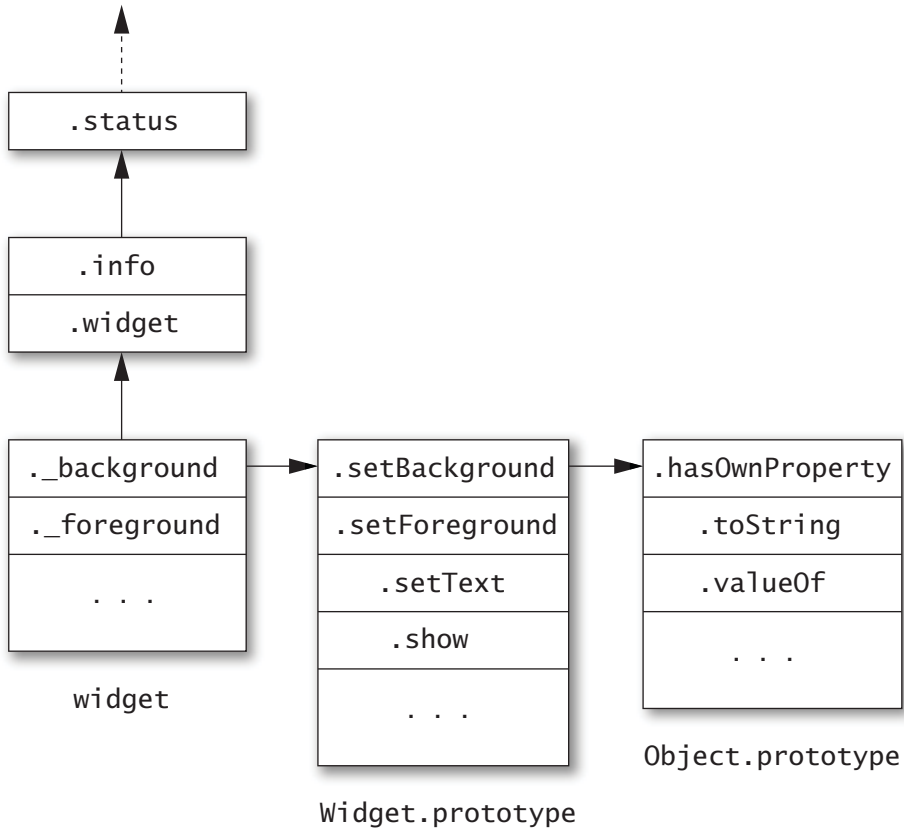 .status
.info
.widget
._background
._foreground
. . .
widget
.setBackground
.setForeground
.setText
.show
. . .
Widget.prototype
.hasOwnProperty
.toString
.valueOf
. . .
Object.prototype